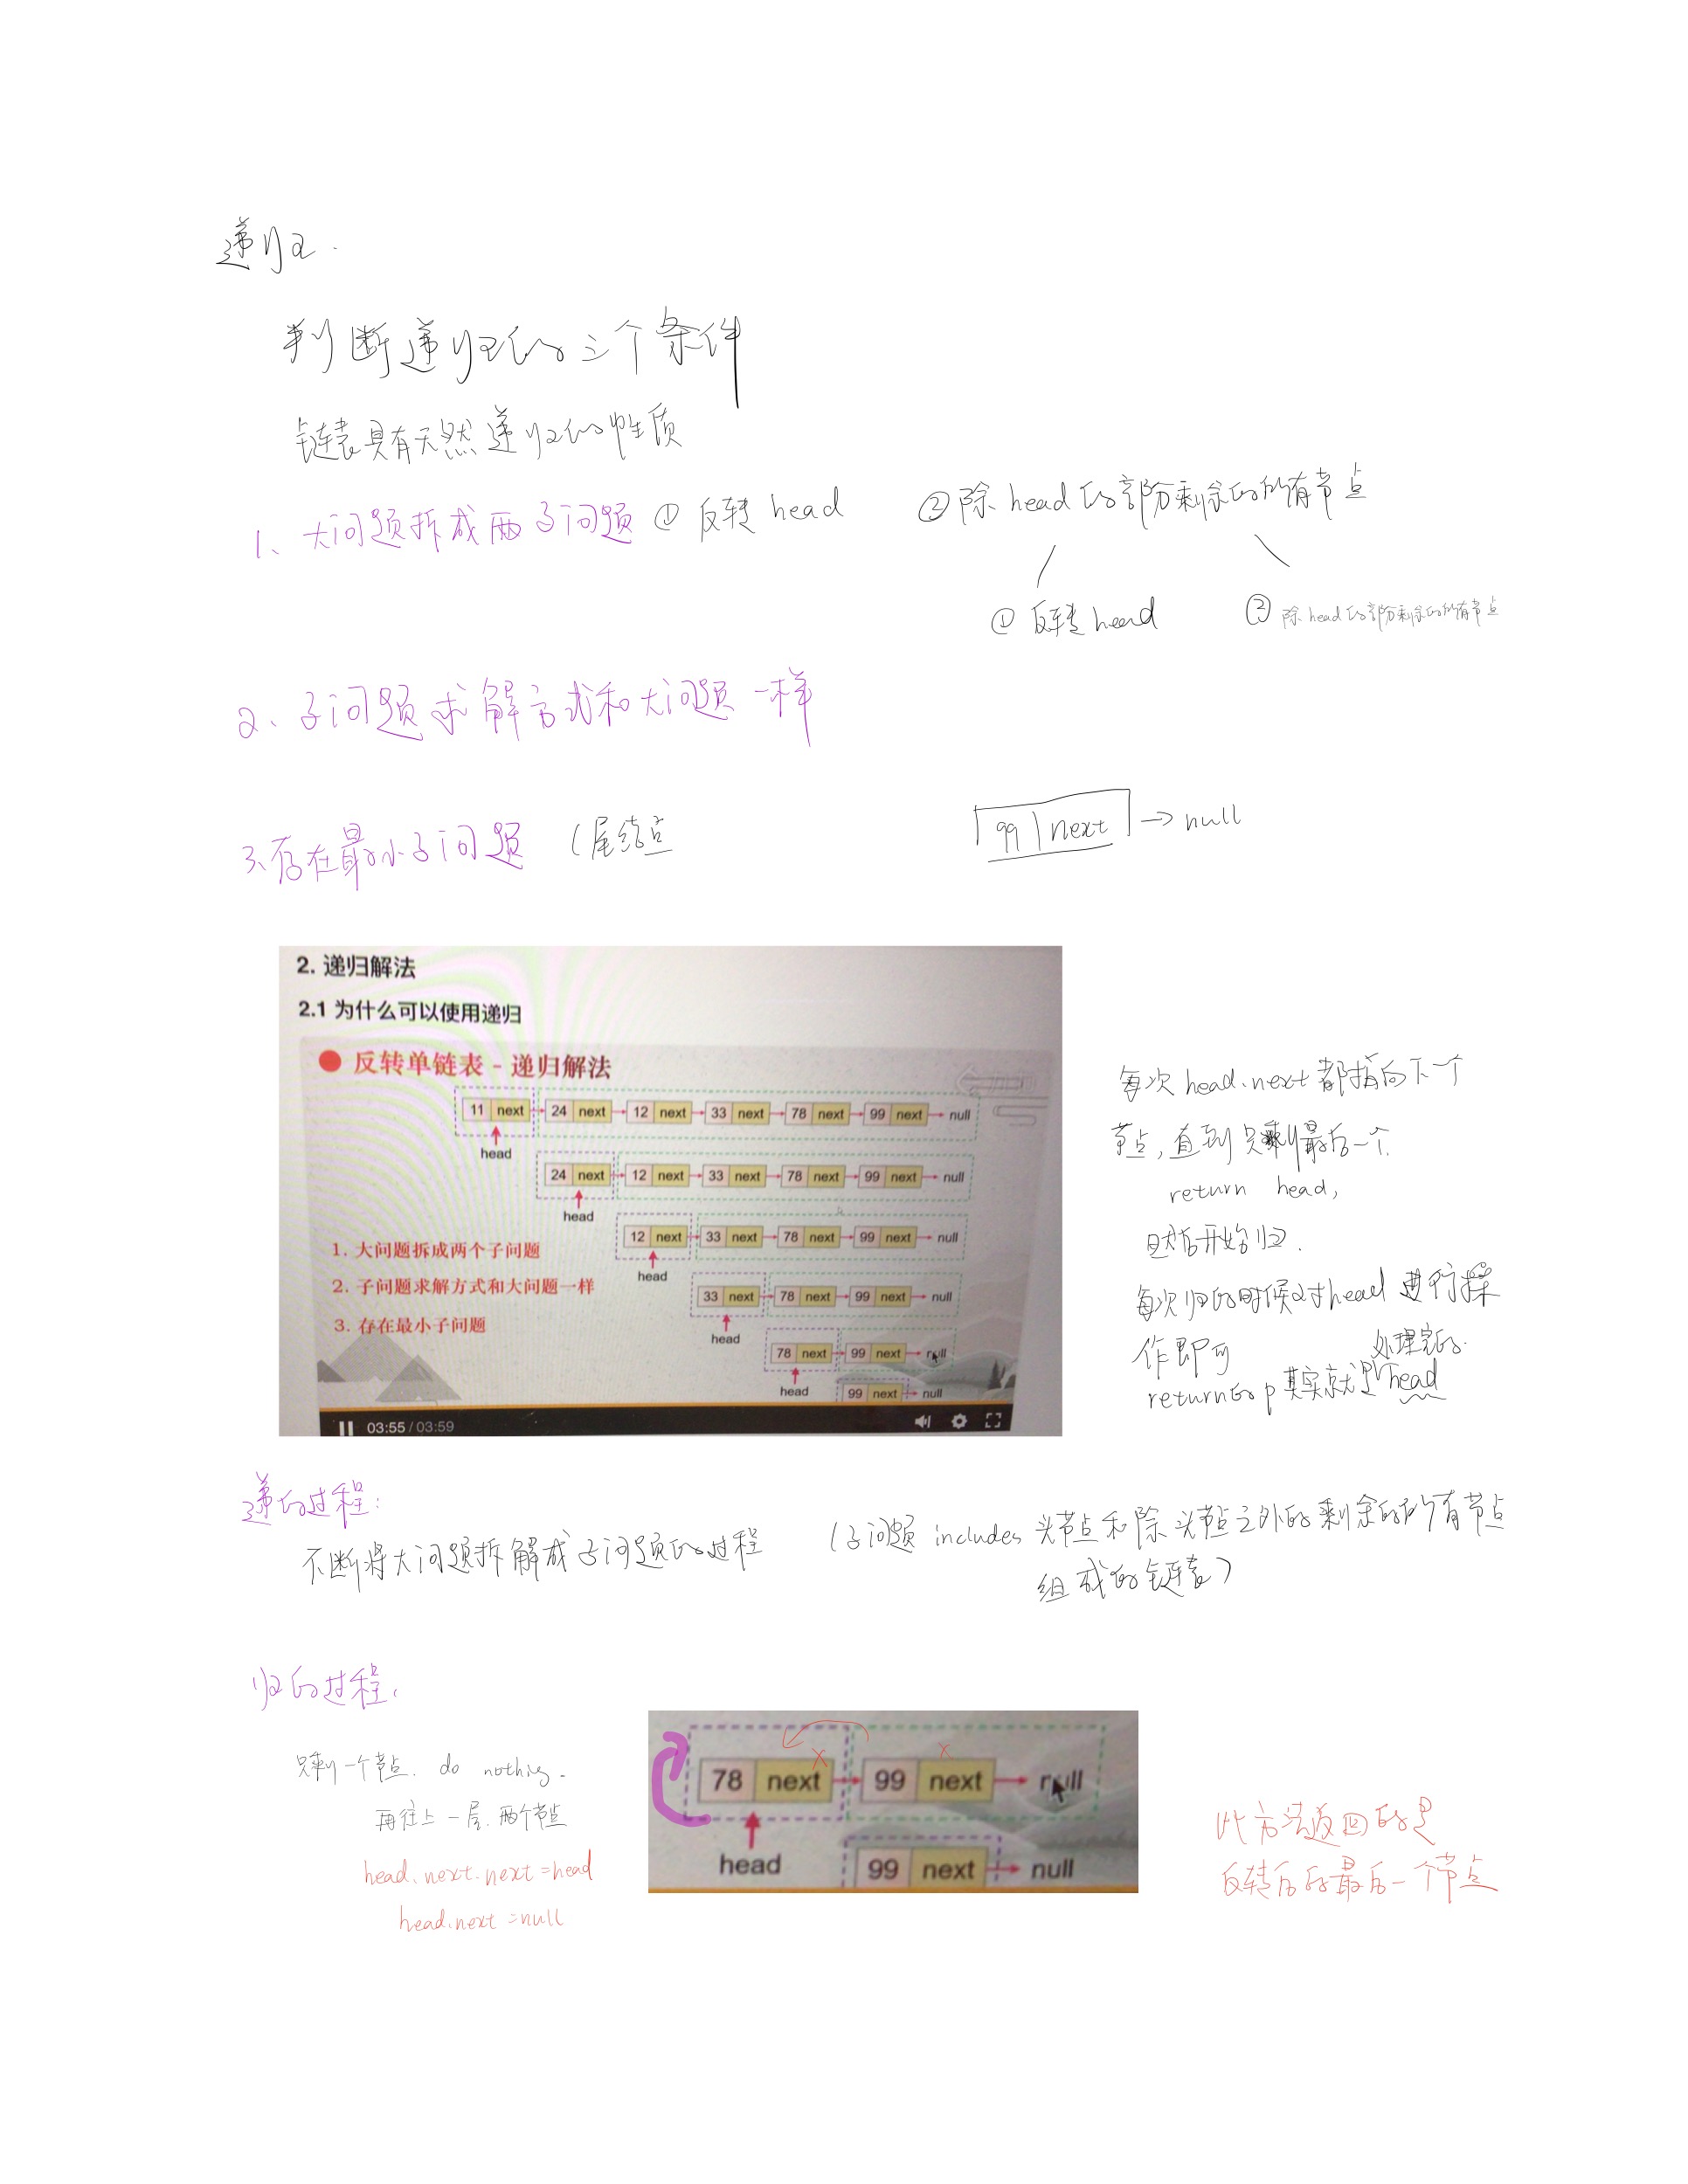 递归.
判断递归的三个条件
链表具有天然递归的性质
1、大问题拆成两子问题 ① 反转 head ② 除 head 的部分剩余的所有节点
① 反转 head ② 除 head 的部分剩余的所有节点
2、子问题求解方式和大问题一样
3、存在最小子问题 (尾结点 99 next → null
2. 递归解法
2.1 为什么可以使用递归
反转单链表 - 递归解法
11 next 24 next 12 next 33 next 78 next 99 next null
head
24 next 12 next 33 next 78 next 99 next null
head
12 next 33 next 78 next 99 next null
head
33 next 78 next 99 next null
head
78 next 99 next null
head
99 next null
1. 大问题拆成两个子问题
2. 子问题求解方式和大问题一样
3. 存在最小子问题
03:55 / 03:59
每次 head.next 都指向下一个
节点, 直到只剩最后一个.
return head,
然后开始归.
每次归的时候对 head 进行操
作即可
处理完的.
return的 p 其实就是 head
递的过程:
不断将大问题拆解成子问题的过程 (子问题 includes 头节点和除头节点之外的剩余的所有节点
组成的链表)
归的过程,
只剩一个节点. do nothing.
再往上一层. 两个节点
head.next.next = head
head.next = null
78 next 99 next null
head
99 next null
此方法返回的是
反转后的最后一个节点